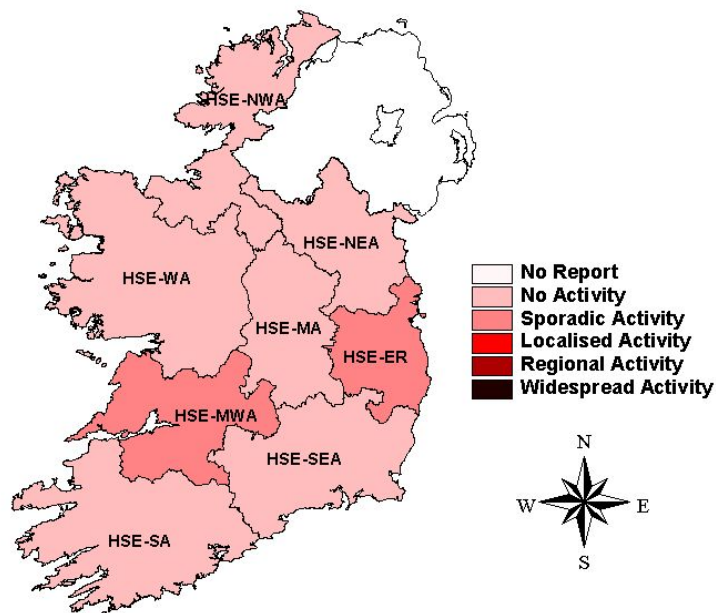 HSE-NWA
HSE-NEA
HSE-WA
HSE-MA
HSE-ER
HSE-MWA
HSE-SEA
HSE-SA
No Report
No Activity
Sporadic Activity
Localised Activity
Regional Activity
Widespread Activity
N
W E
S